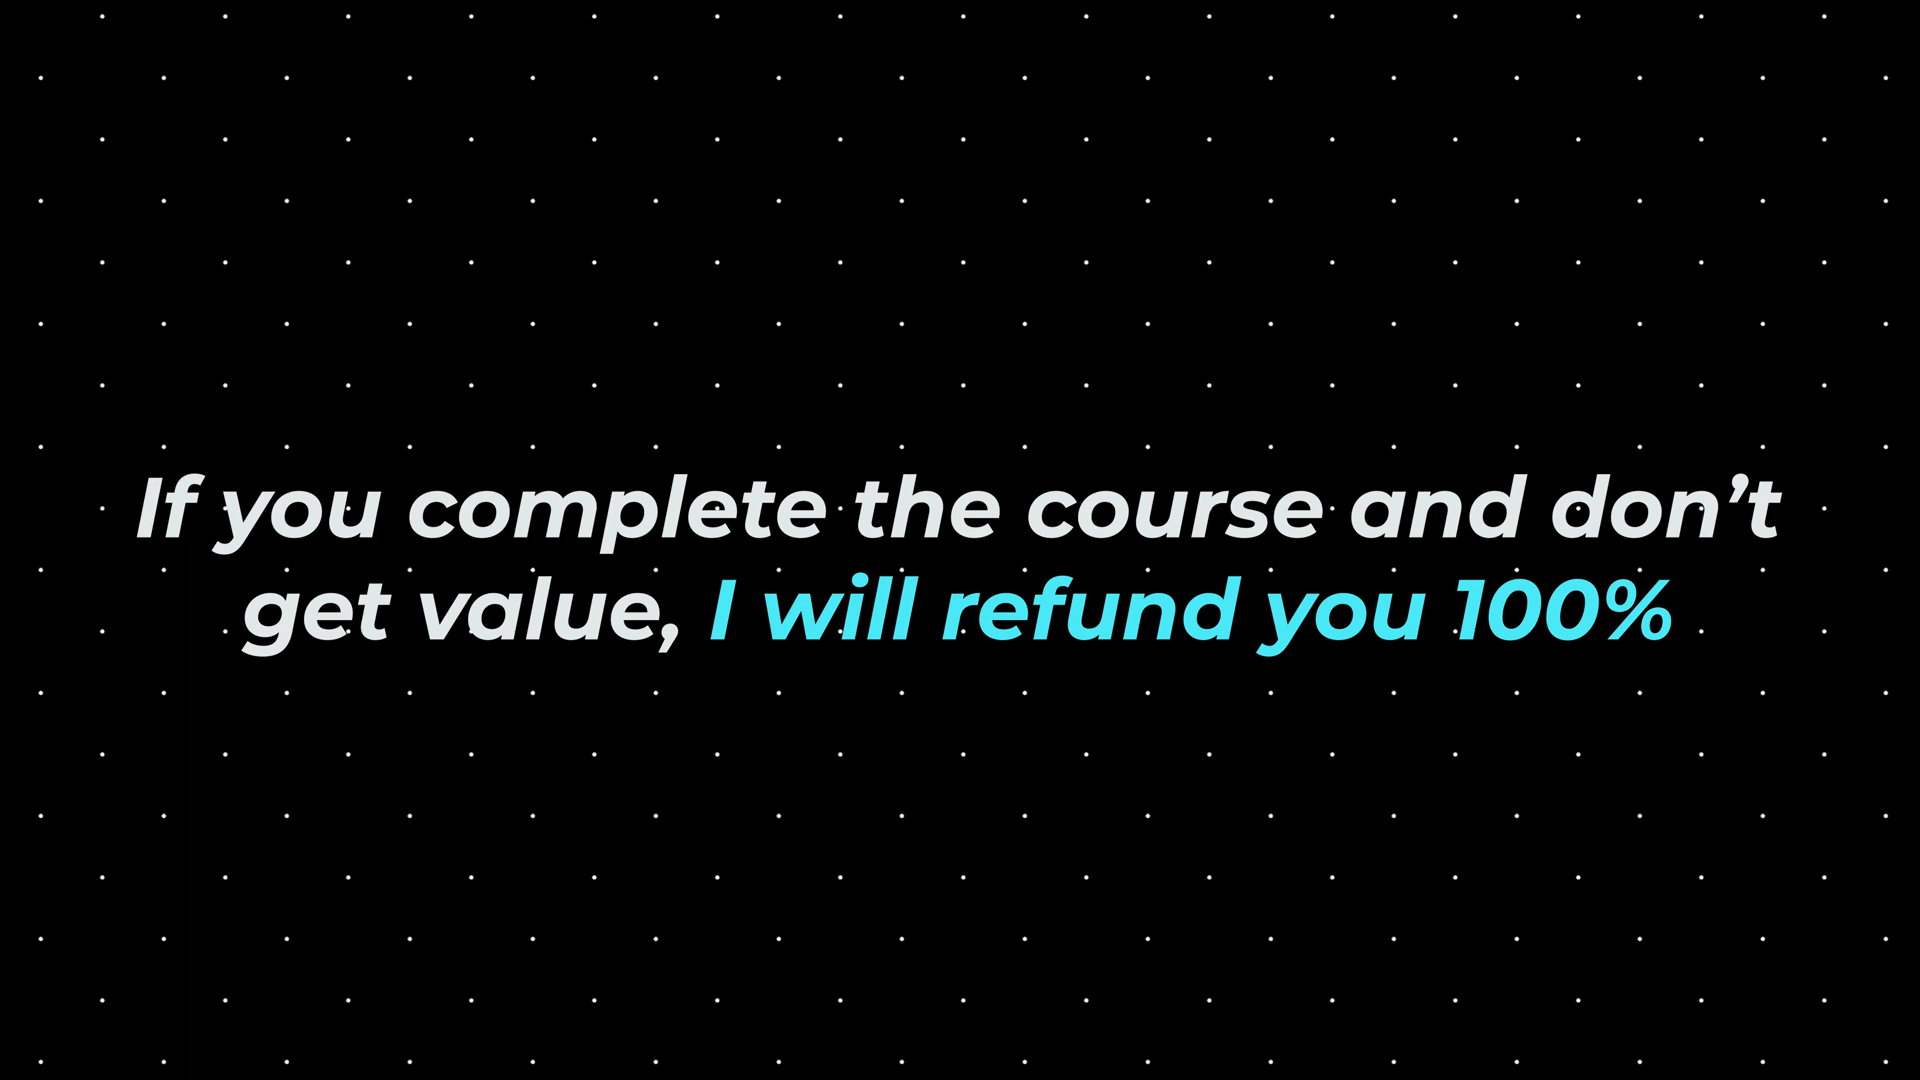 If you complete the course and don’t
get value, I will refund you 100%